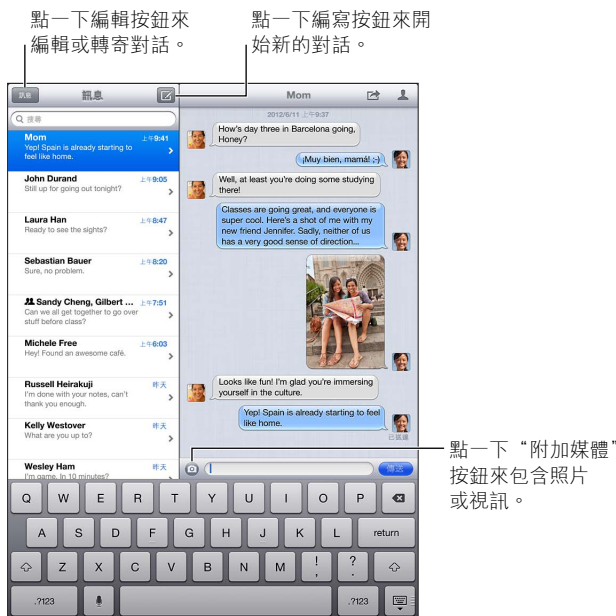 點一下編輯按鈕來
編輯或轉寄對話。
點一下編寫按鈕來開
始新的對話。
訊息
訊息
Mom
搜尋
Mom 上午9:41
Yep! Spain is already starting to
feel like home.
John Durand 上午9:05
Still up for going out tonight?
Laura Han 上午8:47
Ready to see the sights?
Sebastian Bauer 上午8:20
Sure, no problem.
Sandy Cheng, Gilbert ... 上午7:51
Can we all get together to go over
stuff before class?
Michele Free 上午6:03
Hey! Found an awesome café.
Russell Heirakuji 昨天
I'm done with your notes, can't
thank you enough.
Kelly Westover 昨天
What are you up to?
Wesley Ham 昨天
I'm game. In 10 minutes?
2012/6/11 上午9:37
How's day three in Barcelona going,
Honey?
¡Muy bien, mamá! ;-)
Well, at least you're doing some studying
there!
Classes are going great, and everyone is
super cool. Here's a shot of me with my
new friend Jennifer. Sadly, neither of us
has a very good sense of direction...
Looks like fun! I'm glad you're immersing
yourself in the culture.
Yep! Spain is already starting to feel
like home.
已送達
傳送
點一下“附加媒體”
按鈕來包含照片
或視訊。
Q W E R T Y U I O P
A S D F G H J K L return
Z X C V B N M ! , ? .
.?123 .?123